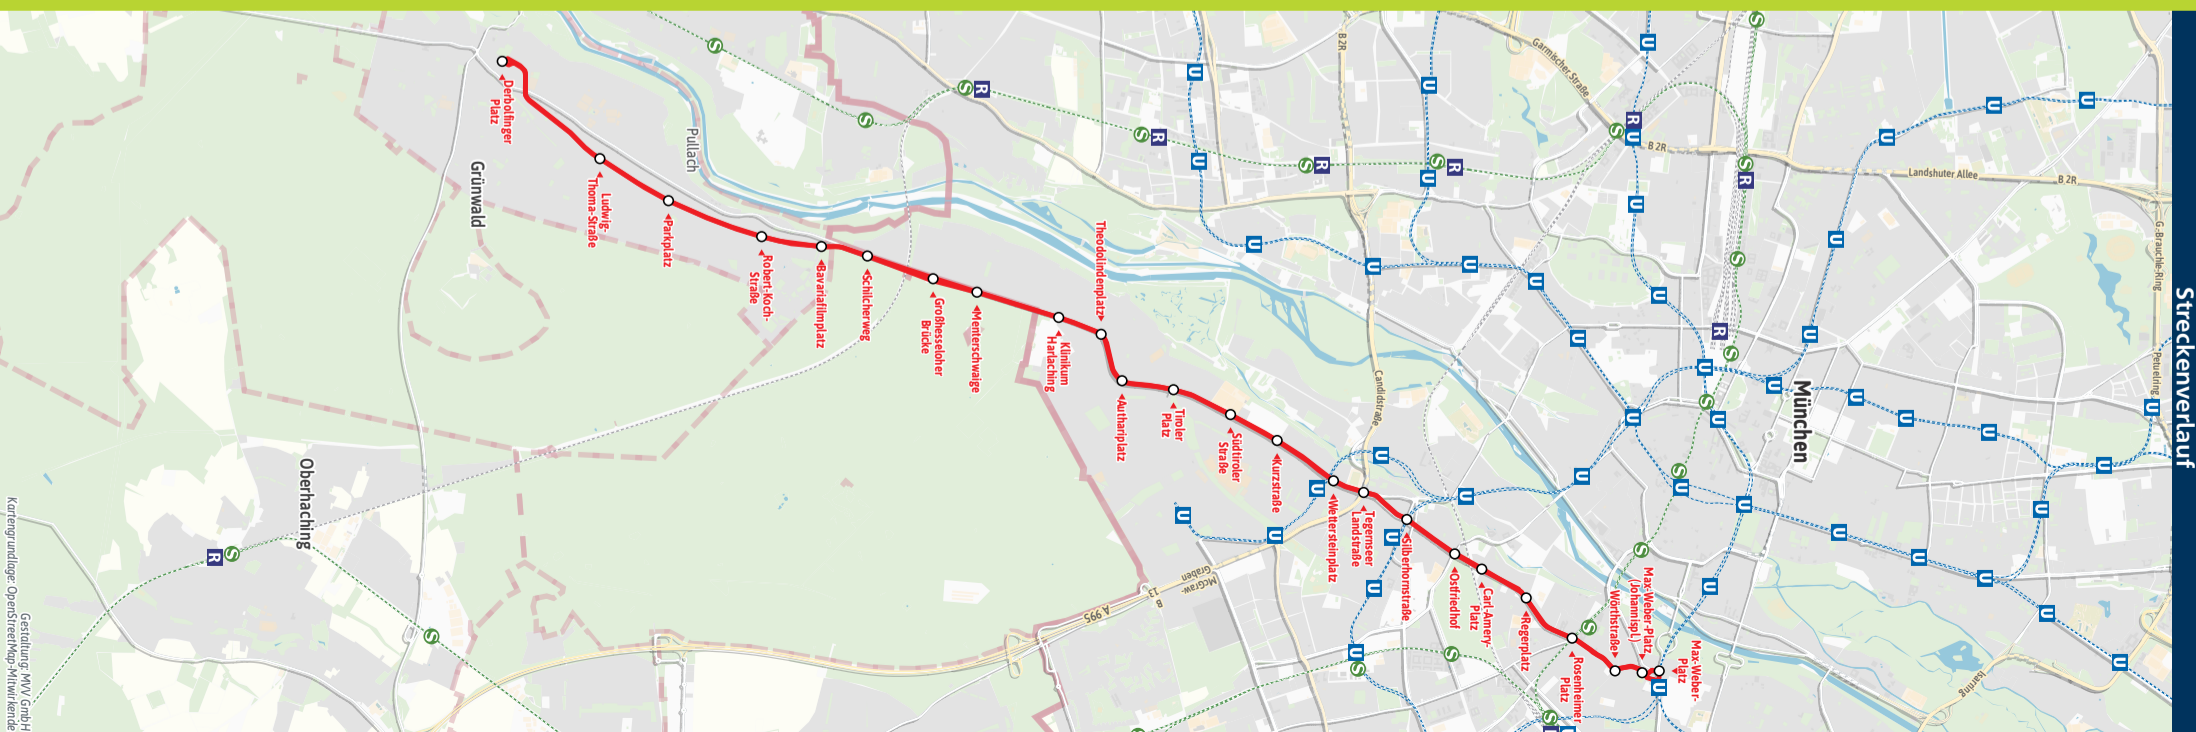 Streckenverlauf
B 2R
Garmischer Straße
B 2R
Landshuter Allee
B 2R
G.-Brauchle-Ring
Petuelring
München
Pullach
Grünwald
Oberhaching
Candidstraße
Isarring
McGraw-
Graben
B 13
A 995
Derbolfinger
Platz
Ludwig-
Thoma-Straße
Parkplatz
Robert-Koch-
Straße
Bavariafilmplatz
Schilcherweg
Großhesseloher
Brücke
Menterschwaige
Klinikum
Harlaching
Theodolindenplatz
Authariplatz
Tiroler
Platz
Südtiroler
Straße
Kurzstraße
Wettersteinplatz
Tegernseer
Landstraße
Silberhornstraße
Ostfriedhof
Carl-Amery-
Platz
Regerplatz
Rosenheimer
Platz
Wörthstraße
Max-Weber-Platz
(Johannispl.)
Max-Weber-
Platz
Gestaltung: MVV GmbH
Kartengrundlage: OpenStreetMap-Mitwirkende